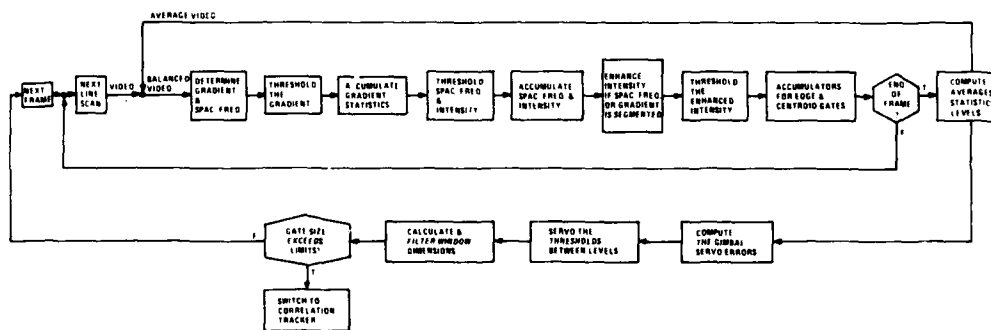 AVERAGE VIDEO
NEXT
FRAME
NEXT
LINE
SCAN
VIDEO
BALANCED
VIDEO
DETERMINE
GRADIENT
&
SPAC FREQ
THRESHOLD
THE
GRADIENT
A CUMULATE
GRADIENT
STATISTICS
THRESHOLD
SPAC FREQ
&
INTENSITY
ACCUMULATE
SPAC FREQ &
INTENSITY
ENHANCE
INTENSITY
IF SPAC FREQ
OR GRADIENT
IS SEGMENTED
THRESHOLD
THE
ENHANCED
INTENSITY
ACCUMULATORS
FOR EDGE &
CENTROID GATES
END
OF
FRAME
?
T
F
COMPUTE
AVERAGES
STATISTICS
LEVELS
GATE SIZE
EXCEEDS
LIMITS?
F
T
CALCULATE &
FILTER WINDOW
DIMENSIONS
SERVO THE
THRESHOLDS
BETWEEN LEVELS
COMPUTE
THE GIMBAL
SERVO ERRORS
SWITCH TO
CORRELATION
TRACKER